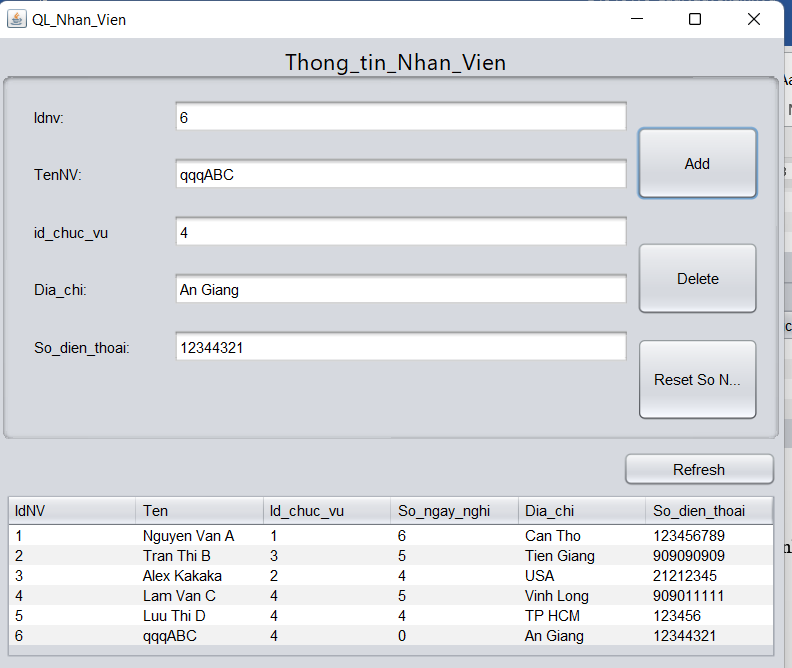 QL_Nhan_Vien
Thong_tin_Nhan_Vien
Idnv: 6
TenNV: qqqABC
Add
id_chuc_vu 4
Dia_chi: An Giang
Delete
So_dien_thoai: 12344321
Reset So N...
Refresh
IdNV Ten Id_chuc_vu So_ngay_nghi Dia_chi So_dien_thoai
1 Nguyen Van A 1 6 Can Tho 123456789
2 Tran Thi B 3 5 Tien Giang 909090909
3 Alex Kakaka 2 4 USA 21212345
4 Lam Van C 4 5 Vinh Long 909011111
5 Luu Thi D 4 4 TP HCM 123456
6 qqqABC 4 0 An Giang 12344321